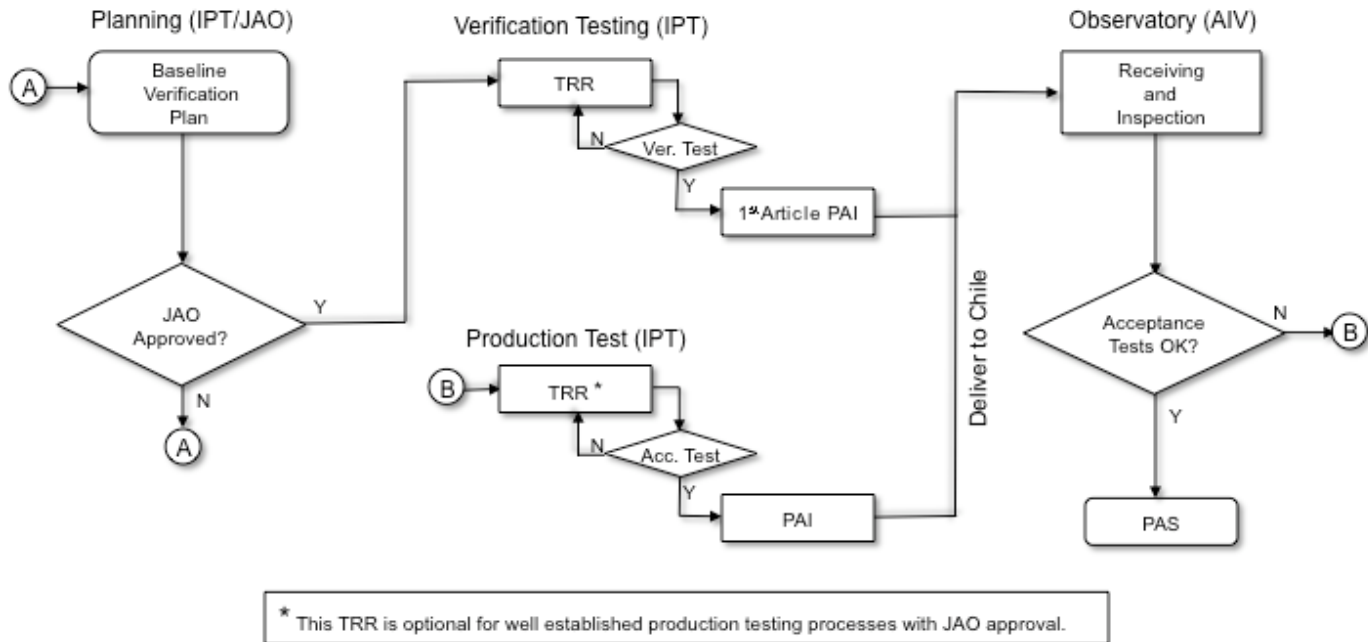 Planning (IPT/JAO)
A
Baseline
Verification
Plan
JAO
Approved?
Y
N
A
Verification Testing (IPT)
TRR
N
Ver. Test
Y
1st Article PAI
Production Test (IPT)
B
TRR *
N
Acc. Test
Y
PAI
Deliver to Chile
Observatory (AIV)
Receiving
and
Inspection
Acceptance
Tests OK?
N
B
Y
PAS
* This TRR is optional for well established production testing processes with JAO approval.